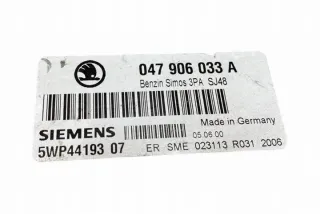 047 906 033 A
Benzin Simos 3PA SJ48
SIEMENS
Made in Germany
05.06.00
5WP44193 07 ER SME 023113 R031 2006